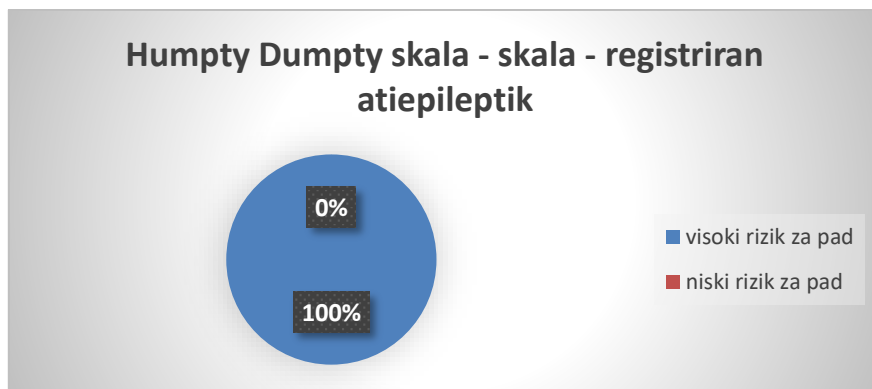 Humpty Dumpty skala - skala - registriran
atiepileptik
0%
100%
visoki rizik za pad
niski rizik za pad